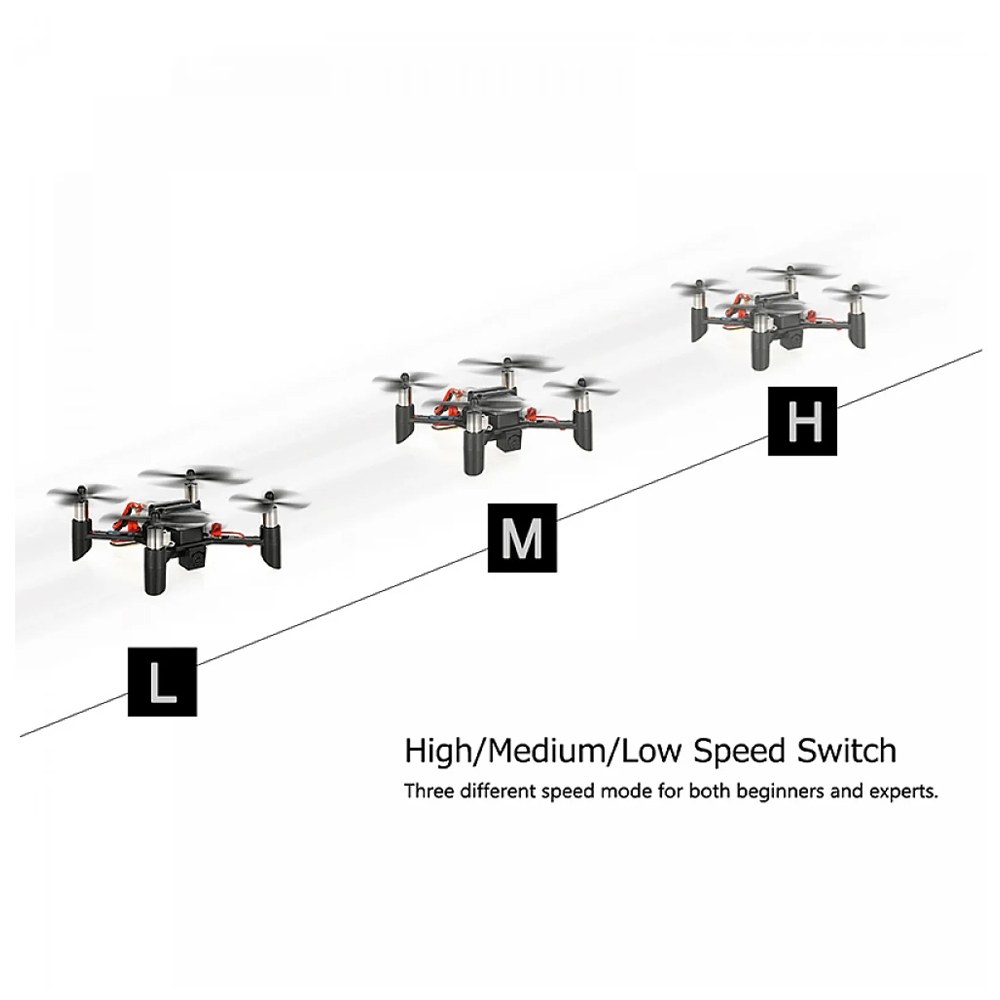 H
M
L
High/Medium/Low Speed Switch
Three different speed mode for both beginners and experts.